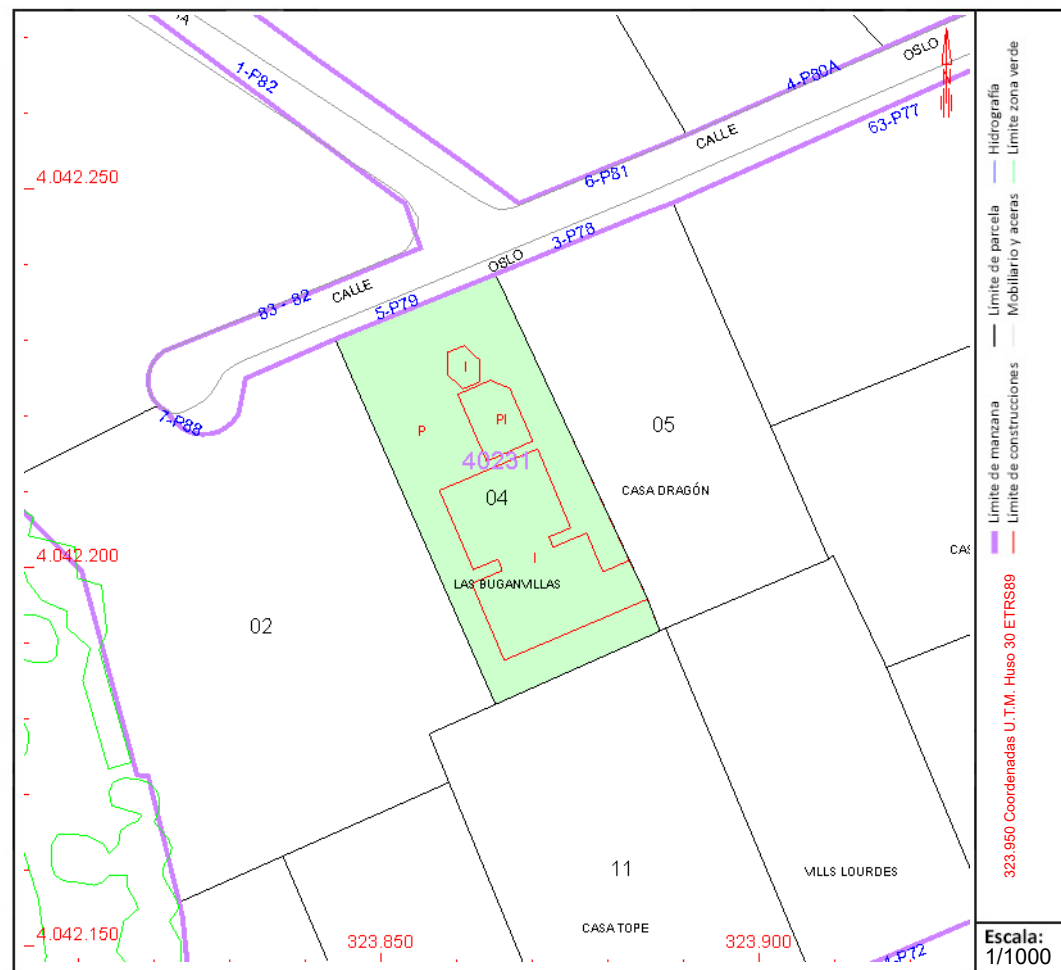 1-P82
OSLO
4-P80A
63-P77
CALLE
4.042.250
6-P81
3-P78
OSLO
CALLE
83 - 82
5-P79
7-P88
I
P
PI
05
40231
04
CASA DRAGÓN
4.042.200
I
LAS BUGANVILLAS
02
11
VILLS LOURDES
CASA TOPE
4.042.150
323.850
323.900
Hidrografía
Límite zona verde
Límite de parcela
Mobiliario y aceras
Límite de manzana
Límite de construcciones
323.950 Coordenadas U.T.M. Huso 30 ETRS89
Escala:
1/1000